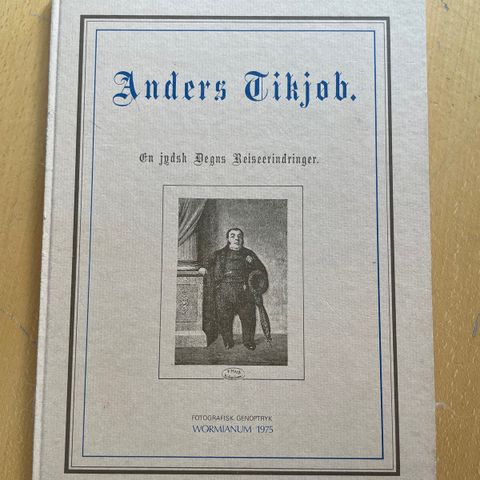 Anders Tikjøb.
En jydsk Degns Reiseerindringer.
FOTOGRAFISK GENOPTRYK
WORMIANUM 1975